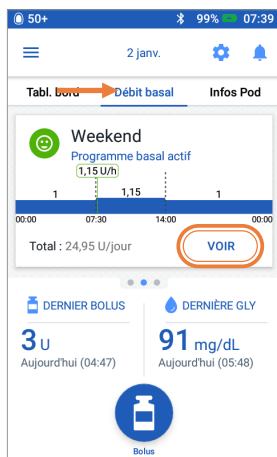 50+ 99% 07:39
2 janv.
Tabl. bord Débit basal Infos Pod
Weekend
Programme basal actif
1,15 U/h
1 1,15 1
00:00 07:30 14:00 00:00
Total : 24,95 U/jour VOIR
DERNIER BOLUS DERNIÈRE GLY
3 U 91 mg/dL
Aujourd'hui (04:47) Aujourd'hui (05:48)
Bolus